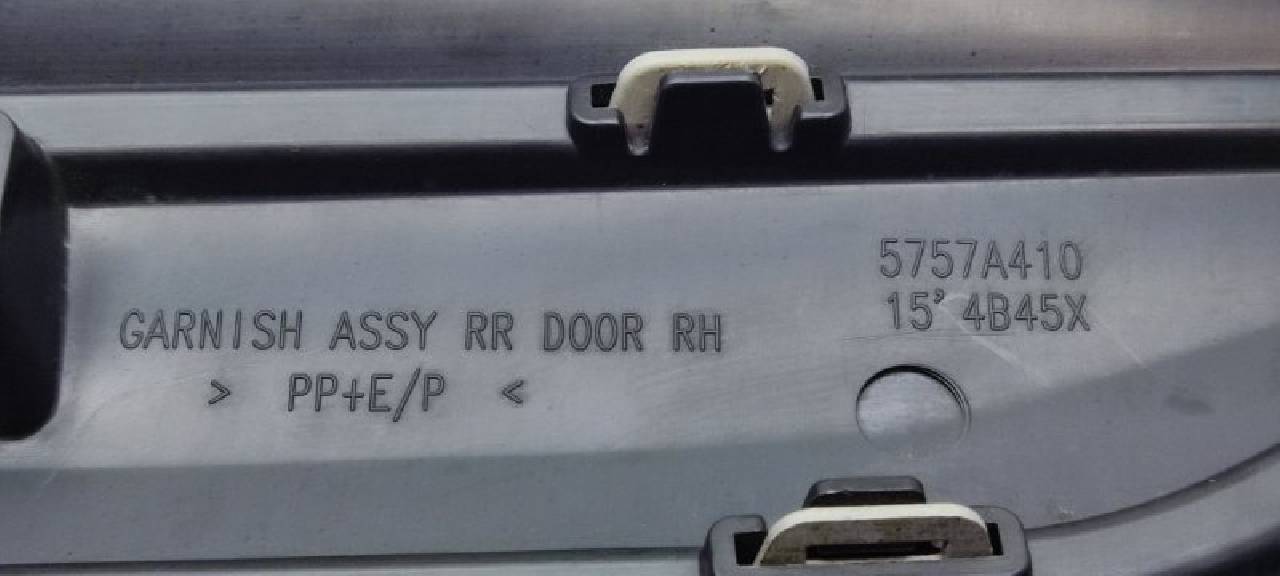 5757A410
15' 4B45X
GARNISH ASSY RR DOOR RH
> PP+E/P <